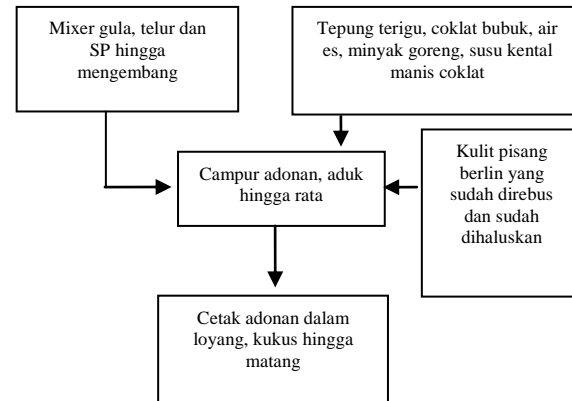 Mixer gula, telur dan
SP hingga
mengembang
Tepung terigu, coklat bubuk, air
es, minyak goreng, susu kental
manis coklat
Campur adonan, aduk
hingga rata
Kulit pisang
berlin yang
sudah direbus
dan sudah
dihaluskan
Cetak adonan dalam
loyang, kukus hingga
matang